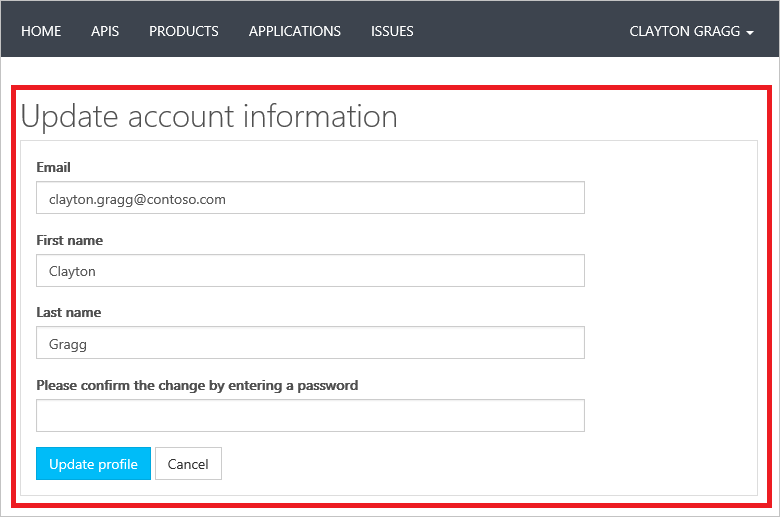 HOME APIS PRODUCTS APPLICATIONS ISSUES CLAYTON GRAGG
Update account information
Email
clayton.gragg@contoso.com
First name
Clayton
Last name
Gragg
Please confirm the change by entering a password
Update profile Cancel